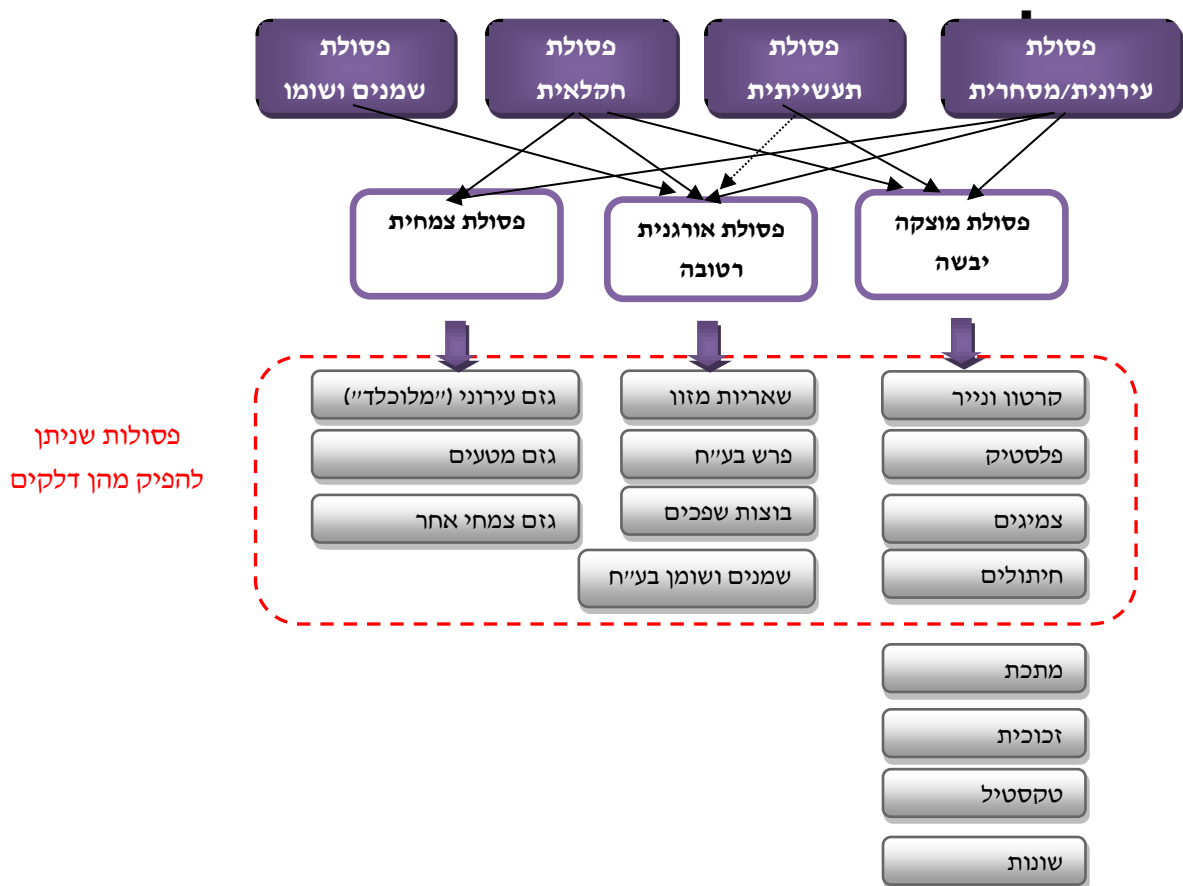 פסולת
עירונית/מסחרית
פסולת
תעשייתית
פסולת
חקלאית
פסולת
שמנים ושומו
פסולת מוצקה
יבשה
פסולת אורגנית
רטובה
פסולת צמחית
קרטון ונייר
פלסטיק
צמיגים
חיתולים
מתכת
זכוכית
טקסטיל
שונות
שאריות מזון
פרש בע״ח
בוצות שפכים
שמנים ושומן בע״ח
גזם עירוני (״מלוכלד״)
גזם מטעים
גזם צמחי אחר
פסולות שניתן
להפיק מהן דלקים